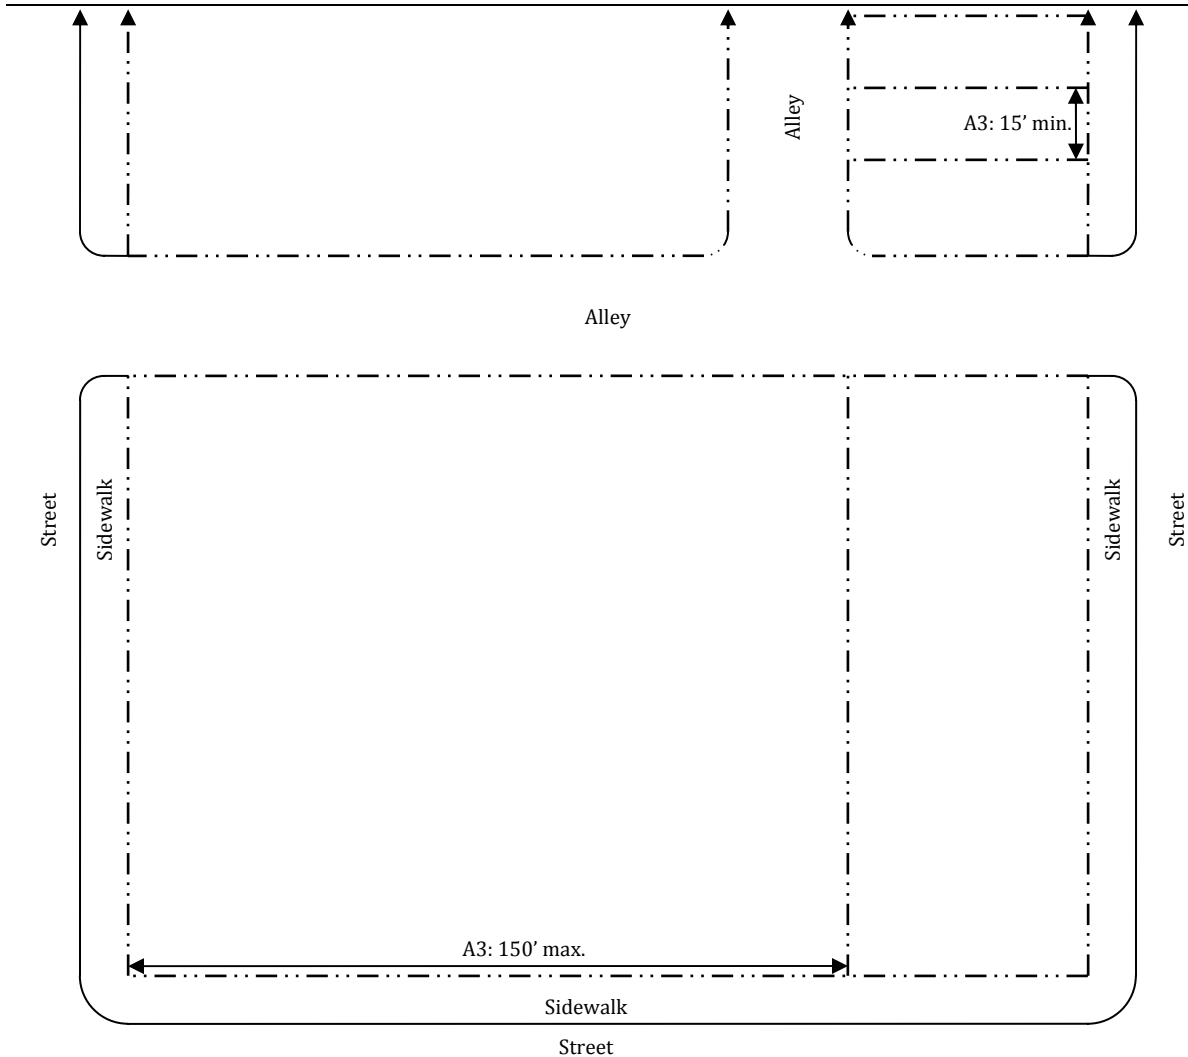 Alley
A3: 15’ min.
Alley
Street
Sidewalk
Sidewalk
Street
A3: 150’ max.
Sidewalk
Street